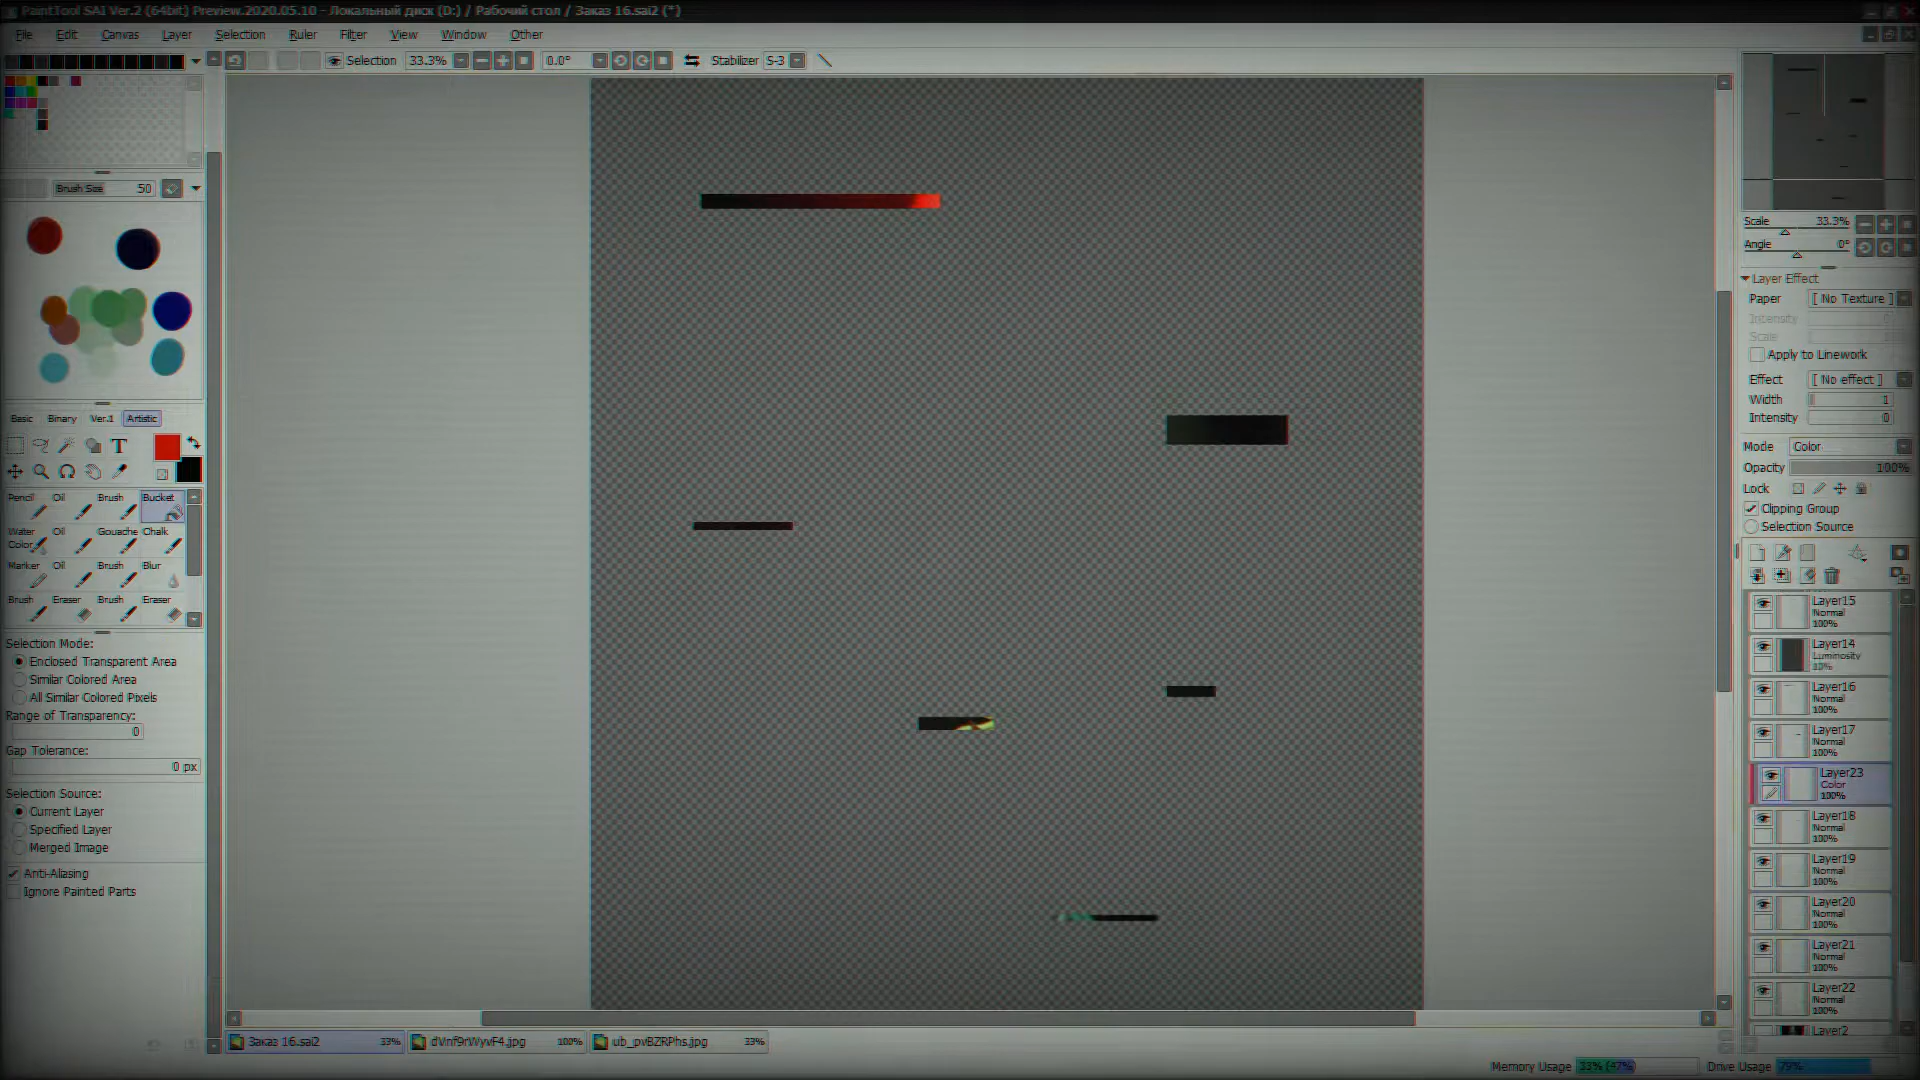 PaintTool SAI Ver.2 (64bit) Preview.2020.05.10 - Локальный диск (D:) / Рабочий стол / Заказ 16.sai2 (*)
File Edit Canvas Layer Selection Ruler Filter View Window Other
Selection 33.3% 0.0° Stabilizer S-3
Brush Size 50
Basic Binary Ver.1 Artistic
T
Pencil Oil Brush Bucket
Water Color Oil Gouache Chalk
Marker Oil Brush Blur
Brush Eraser Brush Eraser
Selection Mode:
Enclosed Transparent Area
Similar Colored Area
All Similar Colored Pixels
Range of Transparency:
0
Gap Tolerance:
0 px
Selection Source:
Current Layer
Specified Layer
Merged Image
Anti-Aliasing
Ignore Painted Parts
Scale 33.3%
Angle 0°
Layer Effect
Paper [ No Texture ]
Intensity
Scale
Apply to Linework
Effect [ No effect ]
Width 1
Intensity 0
Mode Color
Opacity 100%
Lock
Clipping Group
Selection Source
Layer15
Normal
100%
Layer14
Luminosity
Layer16
Normal
100%
Layer17
Normal
100%
Layer23
Color
100%
Layer18
Normal
100%
Layer19
Normal
100%
Layer20
Normal
100%
Layer21
Normal
100%
Layer22
Normal
100%
Layer2
Заказ 16.sai2 33% dVnf9rWyvF4.jpg 100% ub_pvBZRPhs.jpg 33%
Memory Usage 33% (47%) Drive Usage 79%